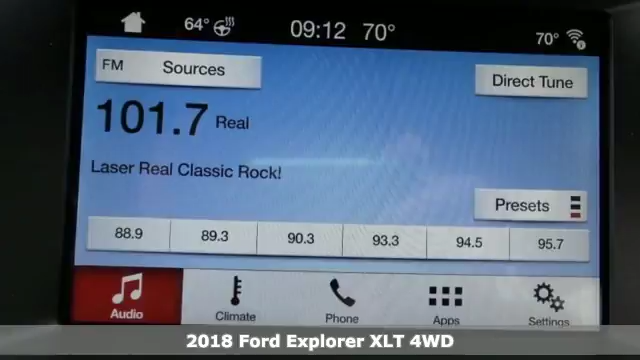 64° 09:12 70° 70°
FM Sources
Direct Tune
101.7 Real
Laser Real Classic Rock!
Presets
88.9 89.3 90.3 93.3 94.5 95.7
Audio Climate Phone Apps Settings
2018 Ford Explorer XLT 4WD